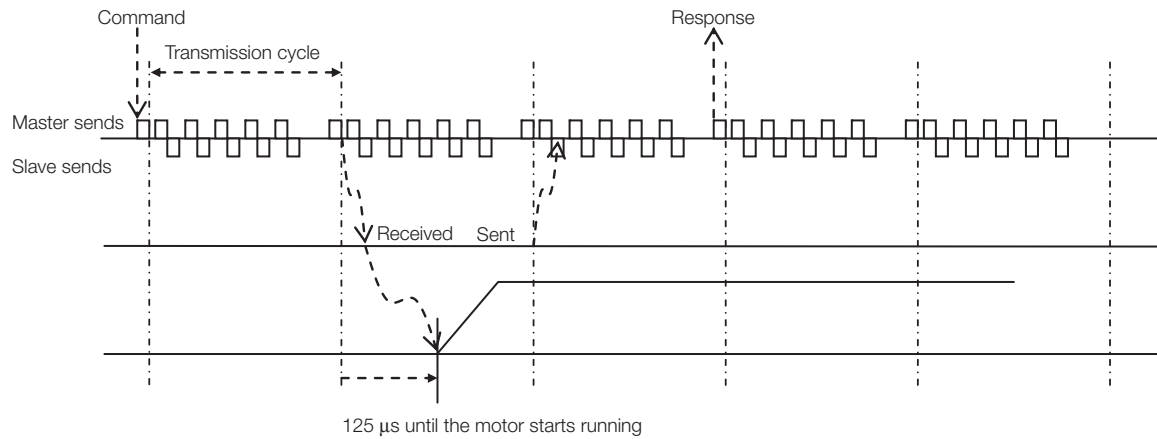 Command
Response
Transmission cycle
Master sends
Slave sends
Received
Sent
125 μs until the motor starts running